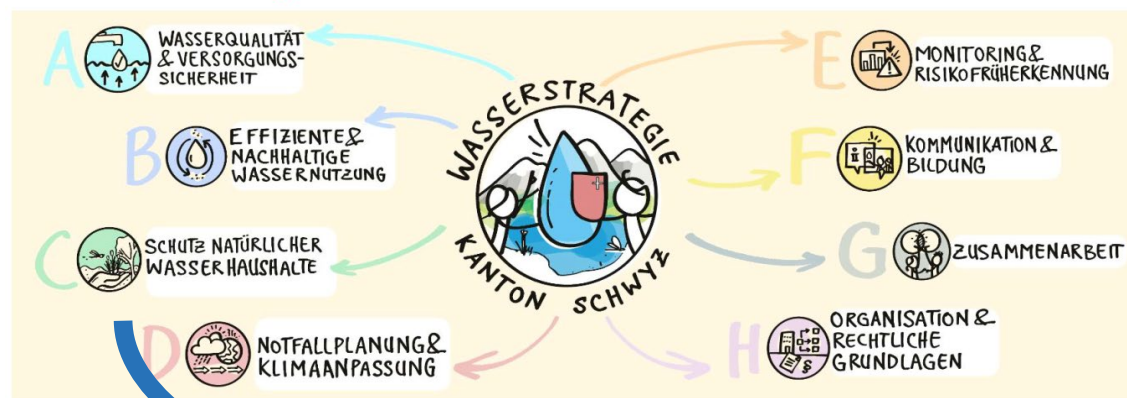 A
WASSERQUALITÄT
& VERSORGUNGS-
SICHERHEIT
B
EFFIZIENTE &
NACHHALTIGE
WASSERNUTZUNG
C
SCHUTZ NATÜRLICHER
WASSERHAUSHALTE
D
NOTFALLPLANUNG &
KLIMAANPASSUNG
WASSERSTRATEGIE
KANTON SCHWYZ
E
MONITORING &
RISIKOFRÜHERKENNUNG
F
KOMMUNIKATION &
BILDUNG
G
ZUSAMMENARBEIT
H
ORGANISATION &
RECHTLICHE
GRUNDLAGEN
§